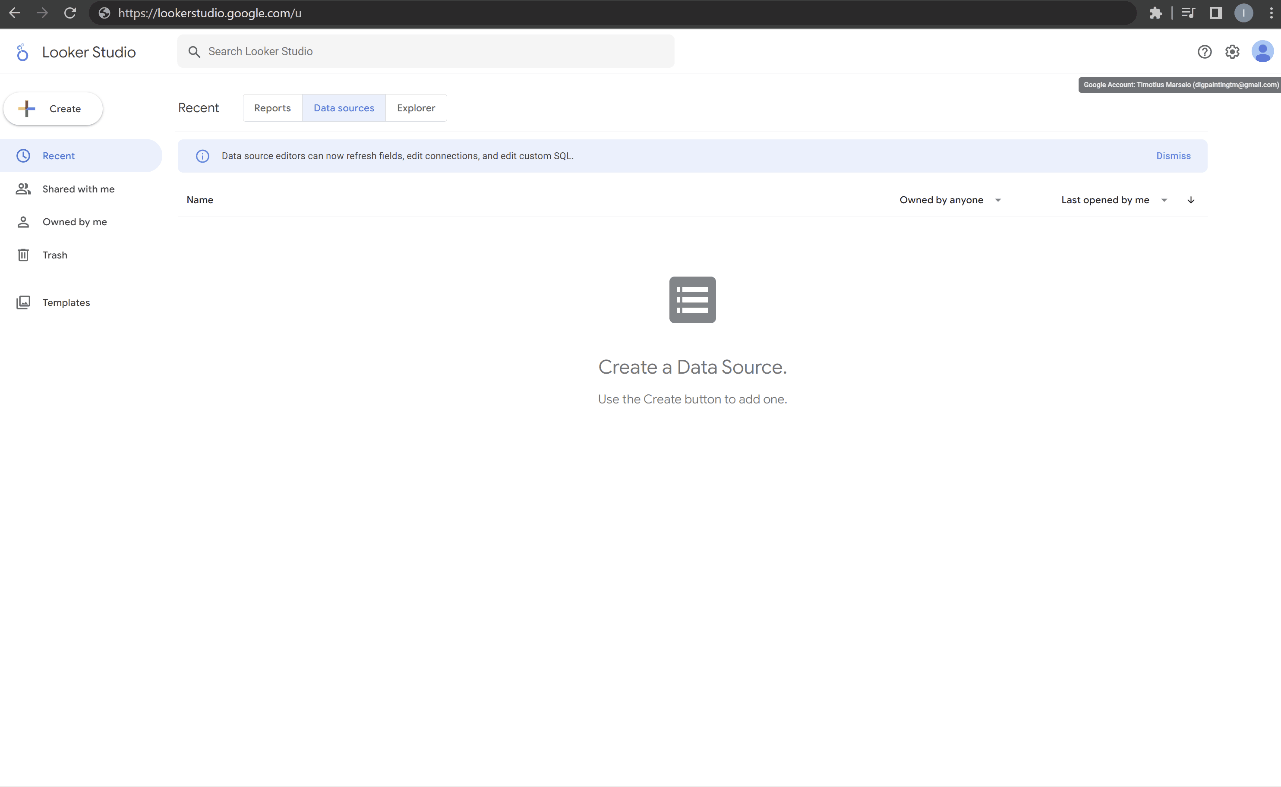 https://lookerstudio.google.com/u
I
Looker Studio
Search Looker Studio
Google Account: Timotius Marselo (digpaintingtm@gmail.com)
Create
Recent
Reports
Data sources
Explorer
Recent
Data source editors can now refresh fields, edit connections, and edit custom SQL.
Dismiss
Shared with me
Name
Owned by anyone
Last opened by me
Owned by me
Trash
Templates
Create a Data Source.
Use the Create button to add one.